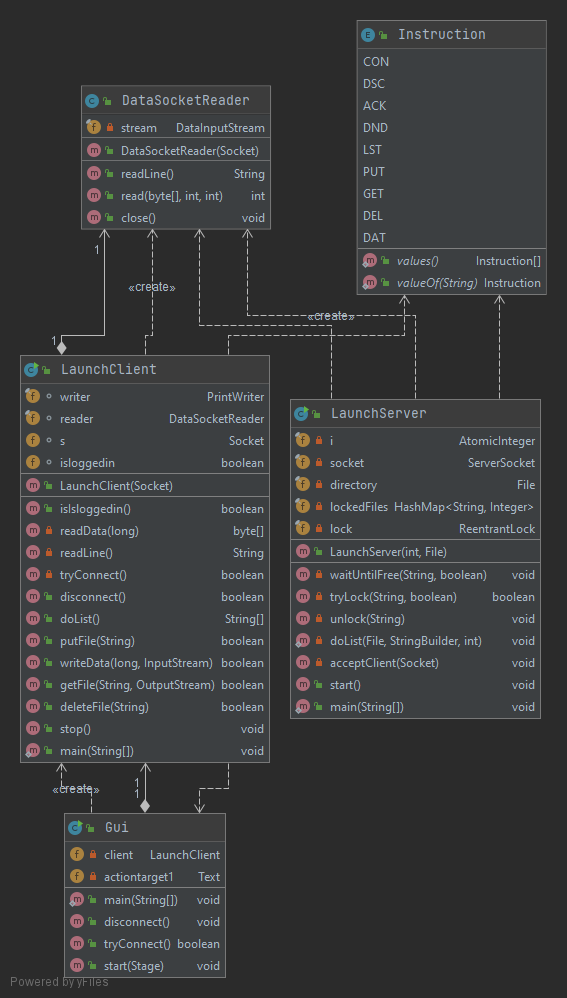 Instruction
CON
DSC
ACK
DND
LST
PUT
GET
DEL
DAT
values() Instruction[]
valueOf(String) Instruction
DataSocketReader
stream DataInputStream
DataSocketReader(Socket)
readLine() String
read(byte[], int, int) int
close() void
1
«create»
«create»
1
LaunchClient
writer PrintWriter
reader DataSocketReader
s Socket
isloggedin boolean
LaunchClient(Socket)
isIsloggedin() boolean
readData(long) byte[]
readLine() String
tryConnect() boolean
disconnect() boolean
doList() String[]
putFile(String) boolean
writeData(long, InputStream) boolean
getFile(String, OutputStream) boolean
deleteFile(String) boolean
stop() void
main(String[]) void
LaunchServer
i AtomicInteger
socket ServerSocket
directory File
lockedFiles HashMap<String, Integer>
lock ReentrantLock
LaunchServer(int, File)
waitUntilFree(String, boolean) void
tryLock(String, boolean) boolean
unlock(String) void
doList(File, StringBuilder, int) void
acceptClient(Socket) void
start() void
main(String[]) void
«create»
1
1
Gui
client LaunchClient
actiontarget1 Text
main(String[]) void
disconnect() void
tryConnect() boolean
start(Stage) void
Powered by yFiles